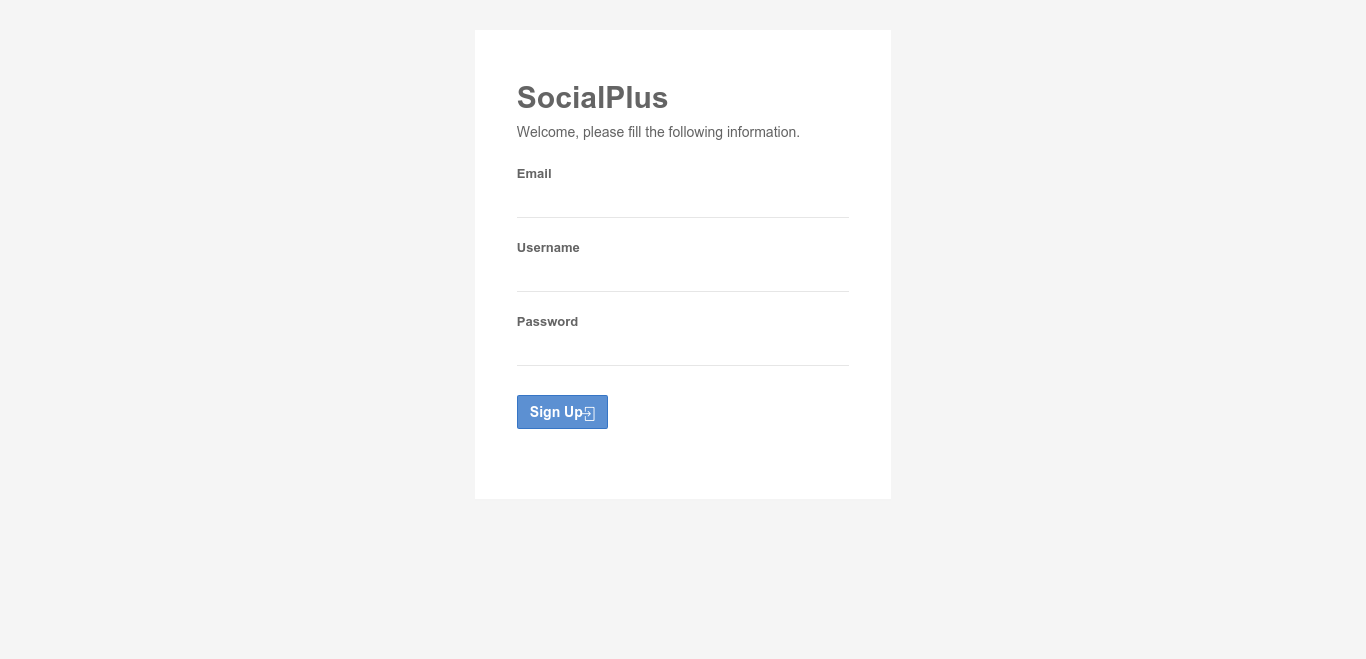 SocialPlus
Welcome, please fill the following information.
Email
Username
Password
Sign Up